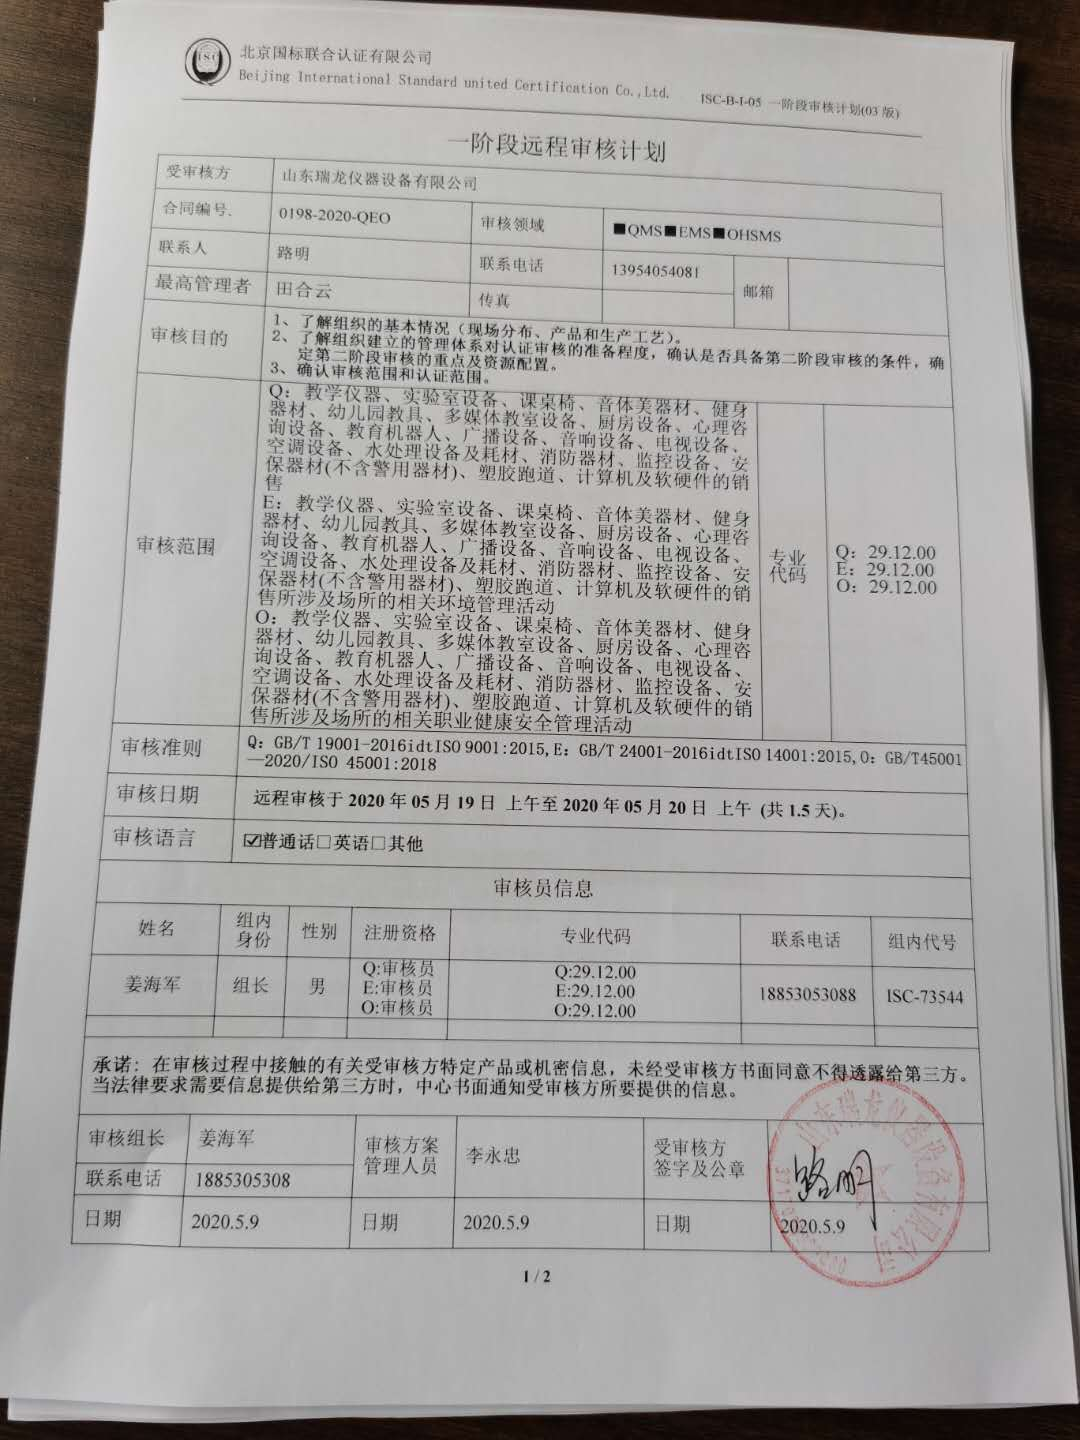 北京国标联合认证有限公司
Beijing International Standard united Certification Co.,Ltd.
ISC-B-I-05 一阶段审核计划(03 版)
一阶段远程审核计划
受审核方 山东瑞龙仪器设备有限公司
合同编号. 0198-2020-QEO 审核领域 ■QMS■EMS■OHSMS
联系人 路明 联系电话 13954054081 邮箱
最高管理者 田合云 传真
审核目的
1、了解组织的基本情况（现场分布、产品和生产工艺）。
2、了解组织建立的管理体系对认证审核的准备程度，确认是否具备第二阶段审核的条件，确
定第二阶段审核的重点及资源配置。
3、确认审核范围和认证范围。
审核范围
Q：教学仪器、实验室设备、课桌椅、音体美器材、健身
器材、幼儿园教具、多媒体教室设备、厨房设备、心理咨
询设备、教育机器人、广播设备、音响设备、电视设备、
空调设备、水处理设备及耗材、消防器材、监控设备、安
保器材(不含警用器材)、塑胶跑道、计算机及软硬件的销
售
E：教学仪器、实验室设备、课桌椅、音体美器材、健身
器材、幼儿园教具、多媒体教室设备、厨房设备、心理咨
询设备、教育机器人、广播设备、音响设备、电视设备、
空调设备、水处理设备及耗材、消防器材、监控设备、安
保器材(不含警用器材)、塑胶跑道、计算机及软硬件的销
售所涉及场所的相关环境管理活动
O：教学仪器、实验室设备、课桌椅、音体美器材、健身
器材、幼儿园教具、多媒体教室设备、厨房设备、心理咨
询设备、教育机器人、广播设备、音响设备、电视设备、
空调设备、水处理设备及耗材、消防器材、监控设备、安
保器材(不含警用器材)、塑胶跑道、计算机及软硬件的销
售所涉及场所的相关职业健康安全管理活动
专业
代码
Q：29.12.00
E：29.12.00
O：29.12.00
审核准则
Q：GB/T 19001-2016idtISO 9001:2015,E：GB/T 24001-2016idtISO 14001:2015,O：GB/T45001
—2020/ISO 45001:2018
审核日期 远程审核于 2020 年 05 月 19 日 上午至 2020 年 05 月 20 日 上午 (共 1.5 天)。
审核语言 ☑普通话□英语□其他
审核员信息
姓名 组内身份 性别 注册资格 专业代码 联系电话 组内代号
姜海军 组长 男 Q:审核员 Q:29.12.00 18853053088 ISC-73544
E:审核员 E:29.12.00
O:审核员 O:29.12.00
承诺：在审核过程中接触的有关受审核方特定产品或机密信息，未经受审核方书面同意不得透露给第三方。
当法律要求需要信息提供给第三方时，中心书面通知受审核方所要提供的信息。
审核组长 姜海军 审核方案管理人员 李永忠 受审核方签字及公章 路明
联系电话 1885305308
日期 2020.5.9 日期 2020.5.9 日期 2020.5.9
山东瑞龙仪器设备有限公司
1 / 2